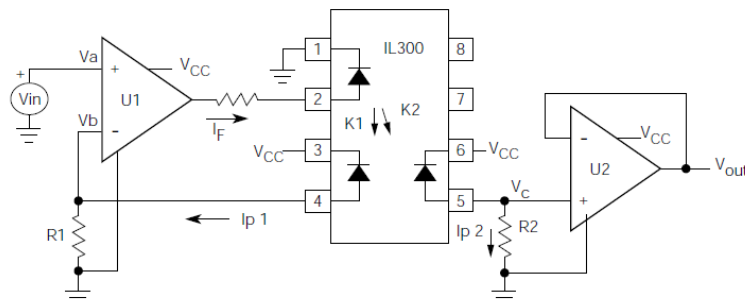 1
IL300
8
Va
+
VCC
+
Vin
U1
2
K1
K2
7
Vb
-
IF
VCC
3
6
VCC
-
VCC
U2
Vout
4
5
VC
+
Ip 1
R1
Ip 2
R2